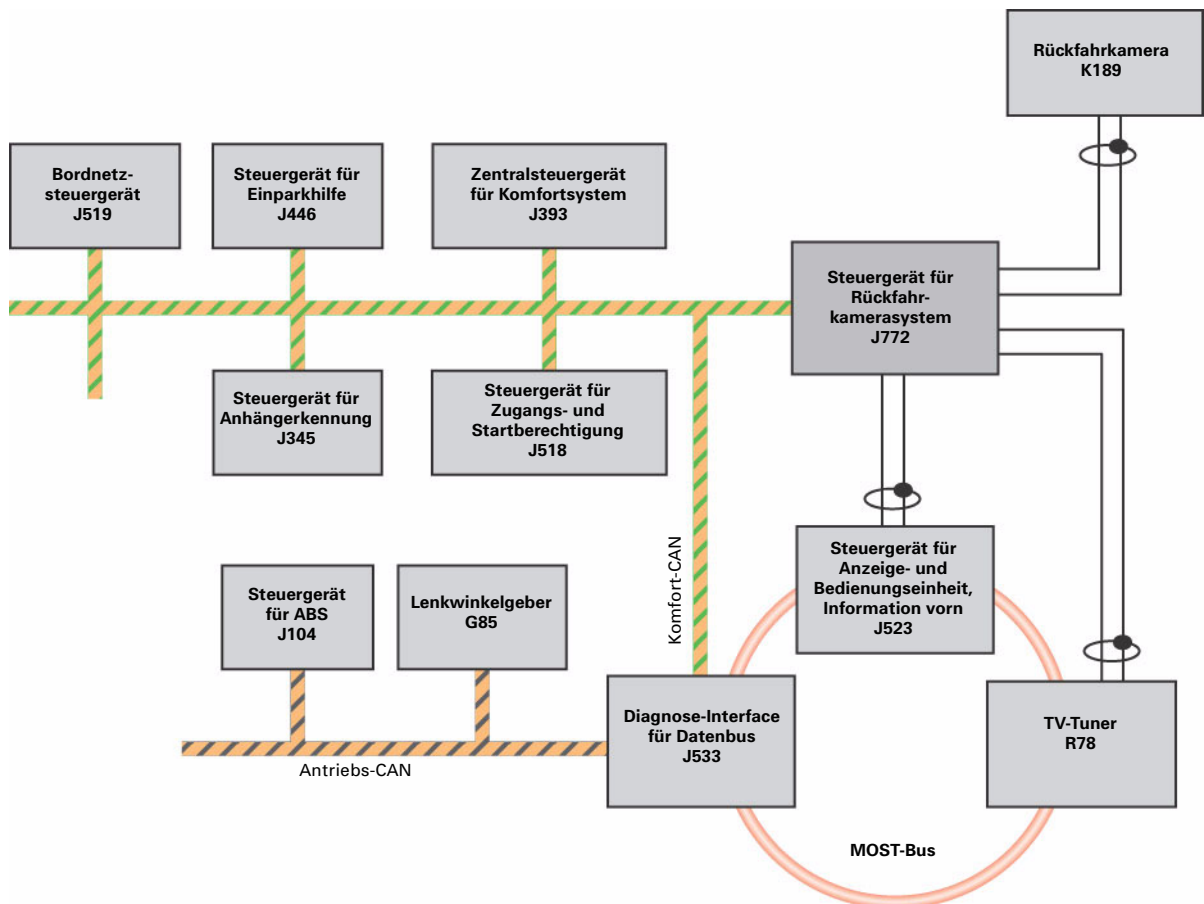 Rückfahrkamera
K189
Bordnetz-
steuergerät
J519
Steuergerät für
Einparkhilfe
J446
Zentralsteuergerät
für Komfortsystem
J393
Steuergerät für
Rückfahr-
kamerasystem
J772
Steuergerät für
Anhängerkennung
J345
Steuergerät für
Zugangs- und
Startberechtigung
J518
Komfort-CAN
Steuergerät für
Anzeige- und
Bedienungseinheit,
Information vorn
J523
Steuergerät
für ABS
J104
Lenkwinkelgeber
G85
Diagnose-Interface
für Datenbus
J533
TV-Tuner
R78
Antriebs-CAN
MOST-Bus